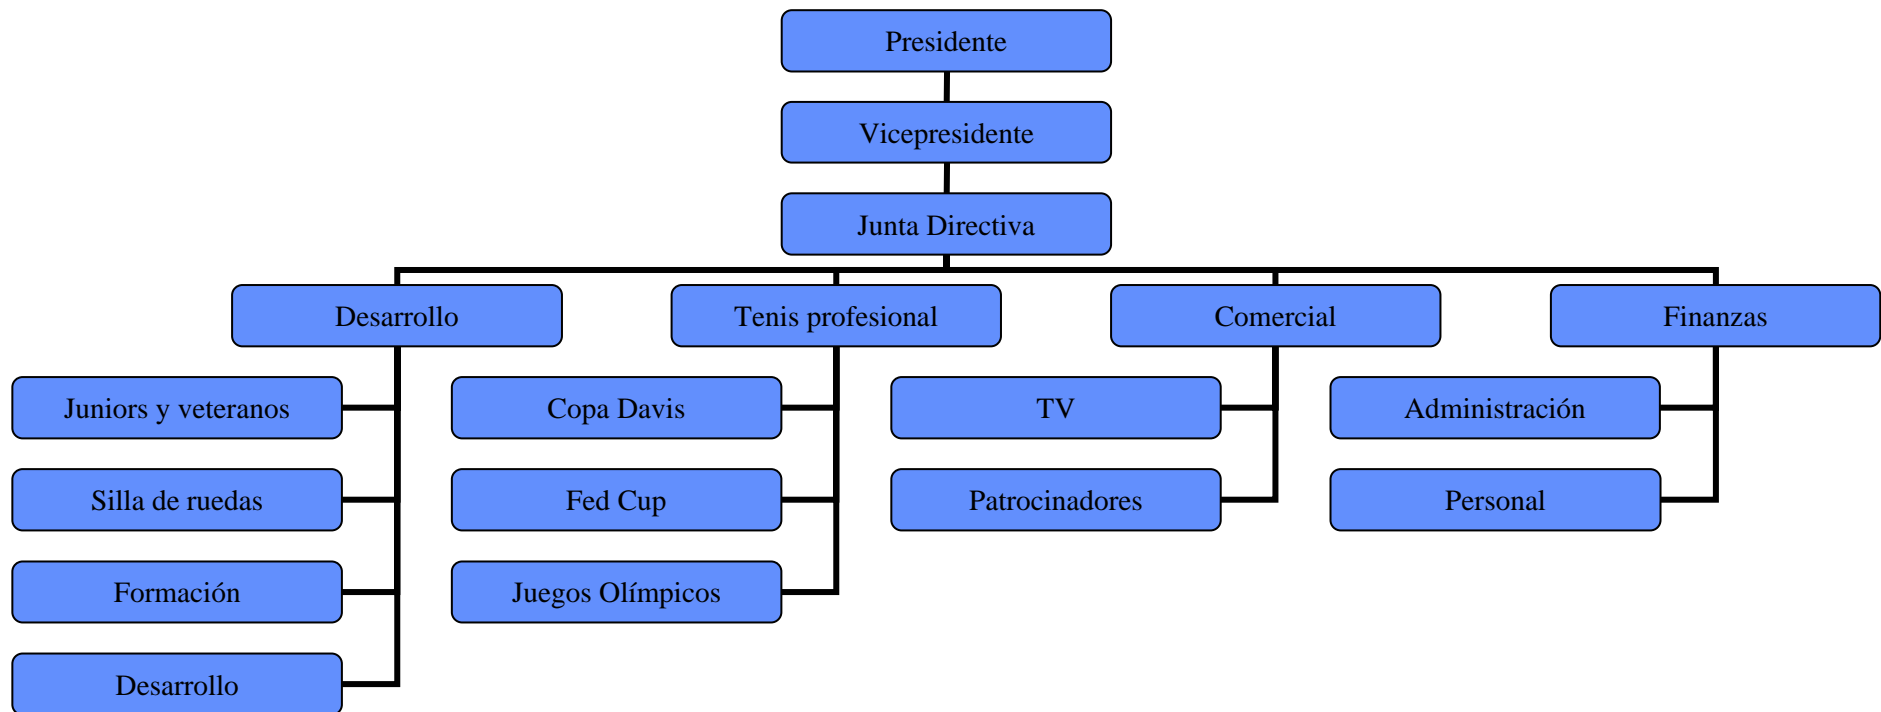 Presidente
Vicepresidente
Junta Directiva
Desarrollo
Tenis profesional
Comercial
Finanzas
Juniors y veteranos
Copa Davis
TV
Administración
Silla de ruedas
Fed Cup
Patrocinadores
Personal
Formación
Juegos Olímpicos
Desarrollo